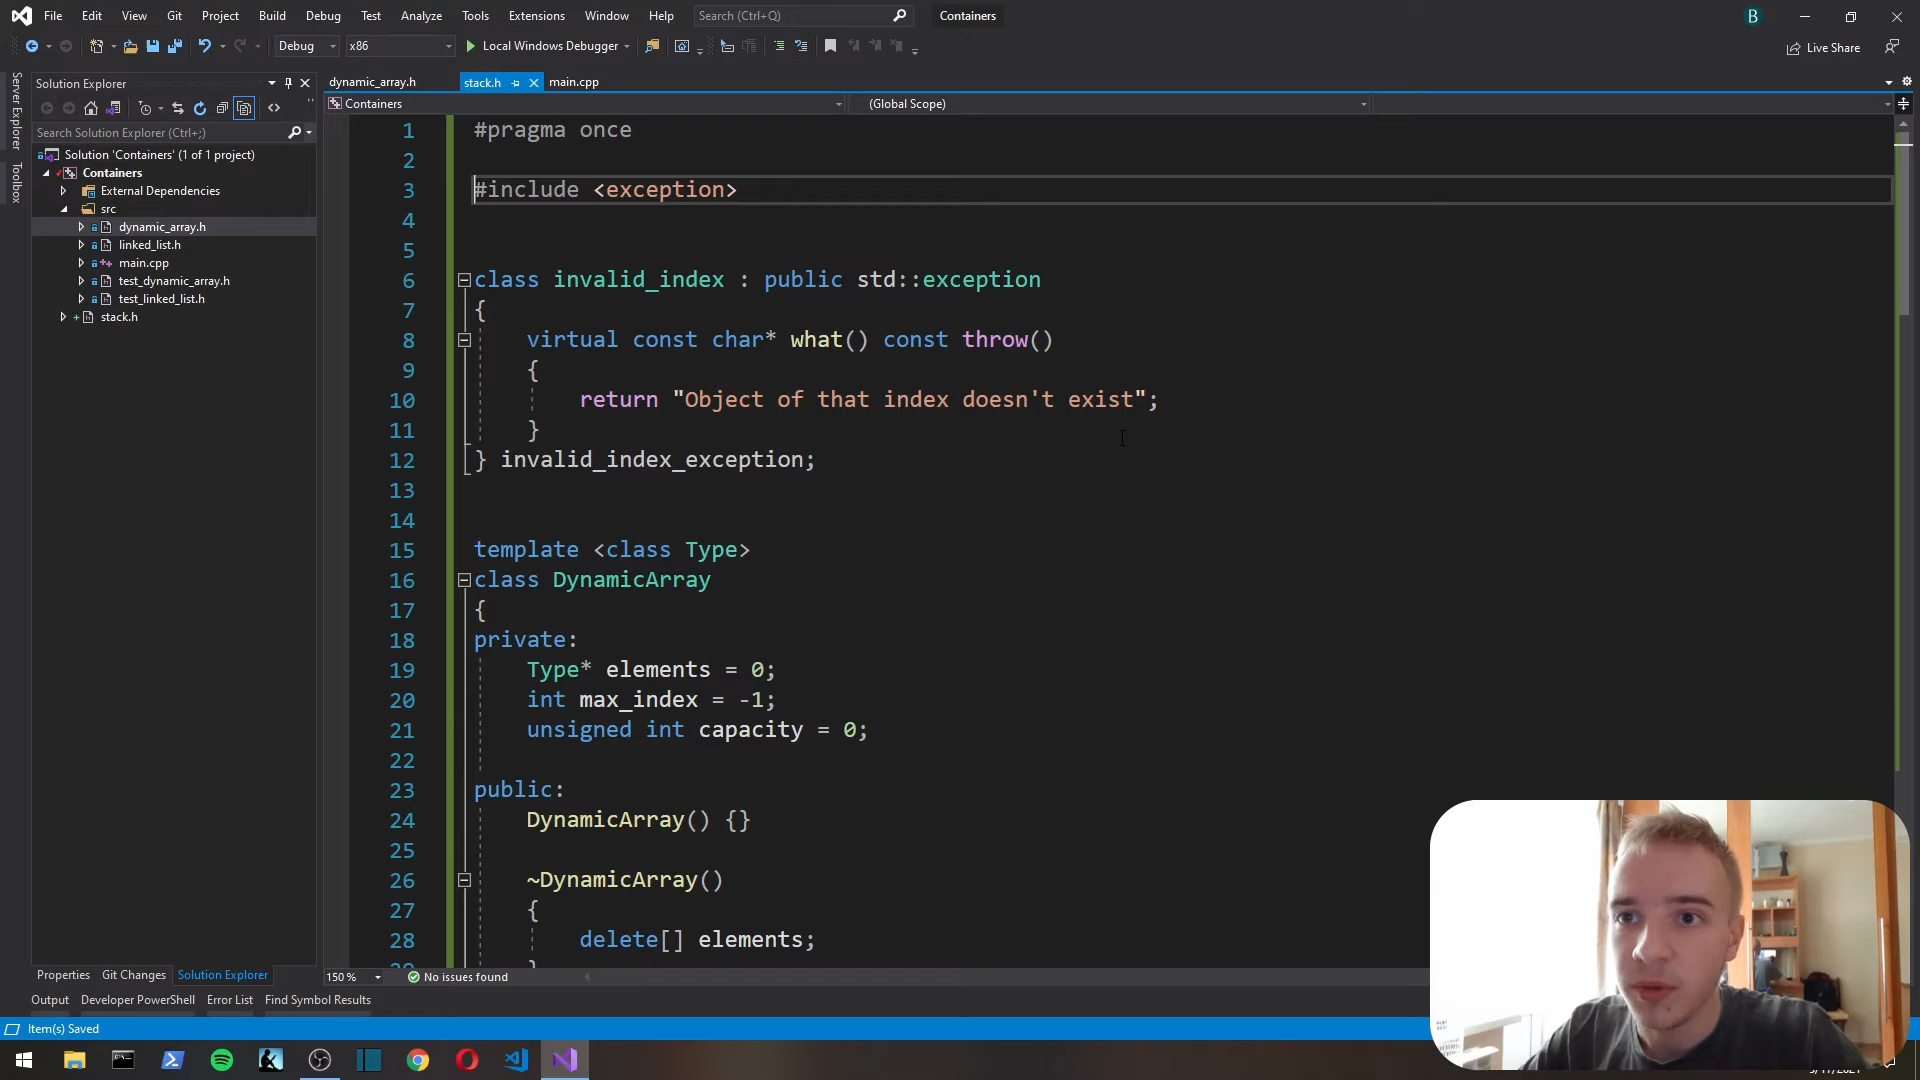 File Edit View Git Project Build Debug Test Analyze Tools Extensions Window Help Search (Ctrl+Q) Containers B
Debug x86 Local Windows Debugger Live Share
Server Explorer
Toolbox
Solution Explorer
Search Solution Explorer (Ctrl+;)
Solution 'Containers' (1 of 1 project)
Containers
External Dependencies
src
dynamic_array.h
linked_list.h
main.cpp
test_dynamic_array.h
test_linked_list.h
stack.h
dynamic_array.h stack.h main.cpp
Containers (Global Scope)
1 #pragma once
2
3 #include <exception>
4
5
6 class invalid_index : public std::exception
7 {
8 virtual const char* what() const throw()
9 {
10 return "Object of that index doesn't exist";
11 }
12 } invalid_index_exception;
13
14
15 template <class Type>
16 class DynamicArray
17 {
18 private:
19 Type* elements = 0;
20 int max_index = -1;
21 unsigned int capacity = 0;
22
23 public:
24 DynamicArray() {}
25
26 ~DynamicArray()
27 {
28 delete[] elements;
Properties Git Changes Solution Explorer
150 % No issues found
Output Developer PowerShell Error List Find Symbol Results
Item(s) Saved